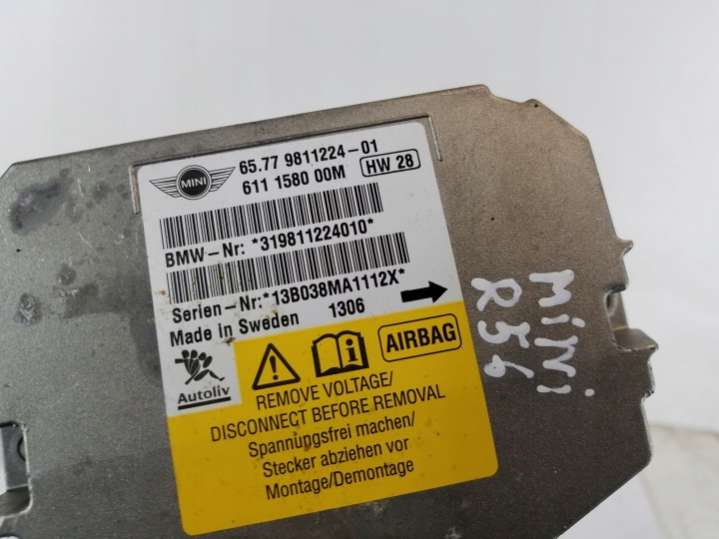 MINI
65.77 9811224-01
611 1580 00M HW 28
BMW-Nr: *319811224010*
Serien-Nr:*13B038MA1112X*
Made in Sweden 1306
Autoliv
AIRBAG
REMOVE VOLTAGE/
DISCONNECT BEFORE REMOVAL
Spannungsfrei machen/
Stecker abziehen vor
Montage/Demontage
MiNi
R56